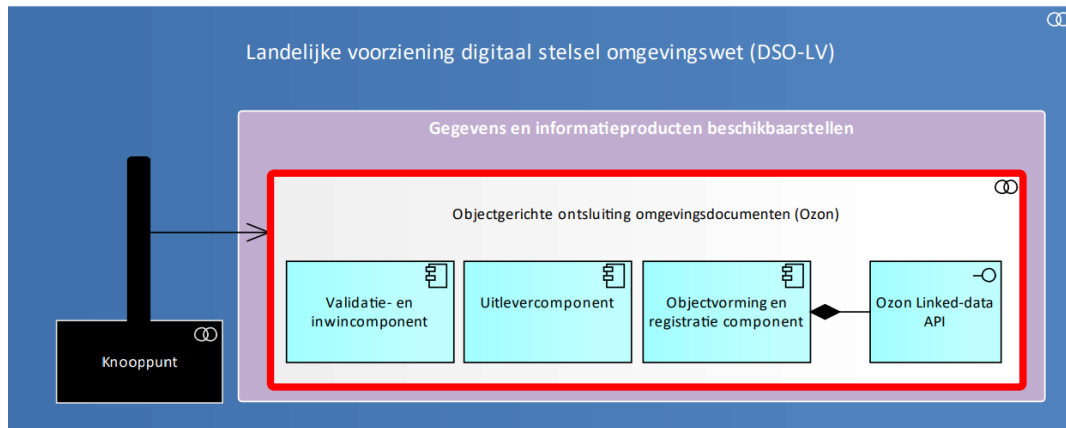 Landelijke voorziening digitaal stelsel omgevingswet (DSO-LV)
Gegevens en informatieproducten beschikbaarstellen
Objectgerichte ontsluiting omgevingsdocumenten (Ozon)
Validatie- en
inwincomponent
Uitlevercomponent
Objectvorming en
registratie component
Ozon Linked-data
API
Knooppunt